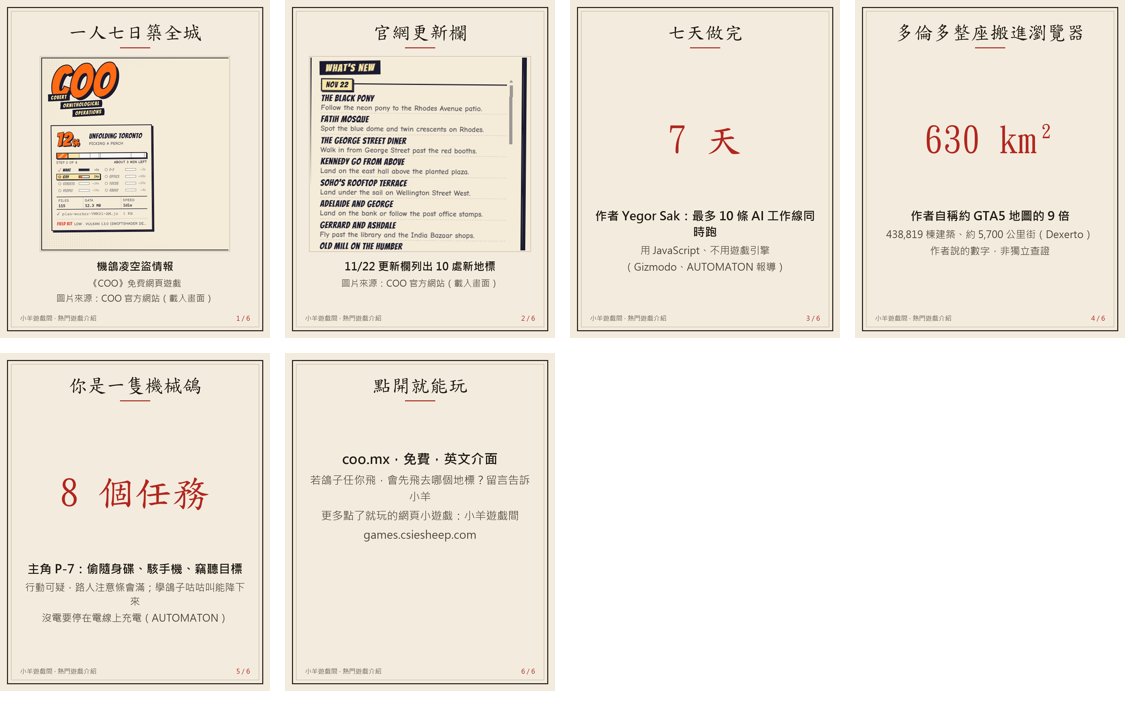 一人七日築全城
COO
COVERT
ORNITHOLOGICAL
OPERATIONS
12%
UNFOLDING TORONTO
PICKING A PERCH
STEP 1 OF 4
ABOUT 1 MIN LEFT
FILES
DATA
SPEED
12.3 MB
機鴿凌空盜情報
《COO》免費網頁遊戲
圖片來源：COO 官方網站（載入畫面）
小羊遊戲間 · 熱門遊戲介紹
1 / 6
官網更新欄
WHAT'S NEW
NOV 22
THE BLACK PONY
Follow the neon pony to the Rhodes Avenue patio.
FATIH MOSQUE
Spot the blue dome and twin crescents on Rhodes.
THE GEORGE STREET DINER
Walk in from George Street past the red booths.
KENNEDY GO FROM ABOVE
Land on the east hall above the planted plaza.
SOHO'S ROOFTOP TERRACE
Land under the sail on Wellington Street West.
ADELAIDE AND GEORGE
Land on the bank or follow the post office stamps.
GERRARD AND ASHDALE
Fly past the library and the India Bazaar shops.
OLD MILL ON THE HUMBER
11/22 更新欄列出 10 處新地標
圖片來源：COO 官方網站（載入畫面）
小羊遊戲間 · 熱門遊戲介紹
2 / 6
七天做完
7 天
作者 Yegor Sak：最多 10 條 AI 工作線同
時跑
用 JavaScript、不用遊戲引擎
（Gizmodo、AUTOMATON 報導）
小羊遊戲間 · 熱門遊戲介紹
3 / 6
多倫多整座搬進瀏覽器
630 km²
作者自稱約 GTA5 地圖的 9 倍
438,819 棟建築、約 5,700 公里街（Dexerto）
作者說的數字，非獨立查證
小羊遊戲間 · 熱門遊戲介紹
4 / 6
你是一隻機械鴿
8 個任務
主角 P-7：偷隨身碟、駭手機、竊聽目標
行動可疑，路人注意條會滿；學鴿子咕咕叫能降下
來
沒電要停在電線上充電（AUTOMATON）
小羊遊戲間 · 熱門遊戲介紹
5 / 6
點開就能玩
coo.mx，免費，英文介面
若鴿子任你飛，會先飛去哪個地標？留言告訴
小羊
更多點了就玩的網頁小遊戲：小羊遊戲間
games.csiesheep.com
小羊遊戲間 · 熱門遊戲介紹
6 / 6